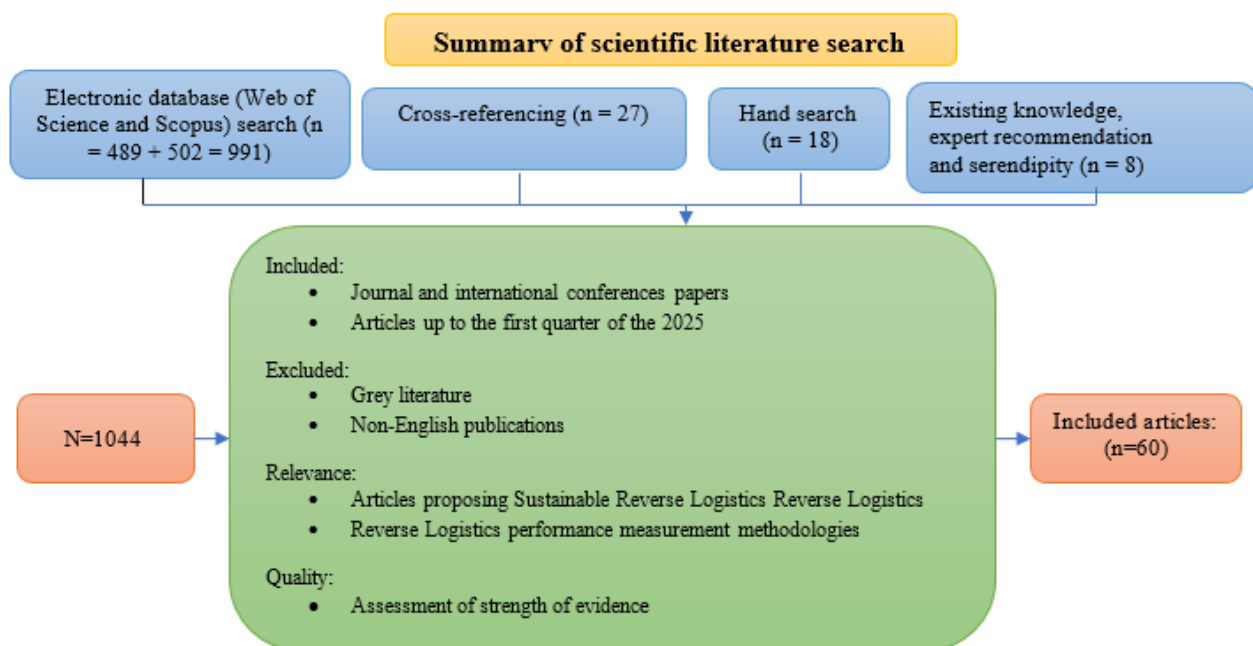 Summary of scientific literature search
Electronic database (Web of
Science and Scopus) search (n
= 489 + 502 = 991)
Cross-referencing (n = 27)
Hand search
(n = 18)
Existing knowledge,
expert recommendation
and serendipity (n = 8)
Included:
• Journal and international conferences papers
• Articles up to the first quarter of the 2025
Excluded:
• Grey literature
• Non-English publications
Relevance:
• Articles proposing Sustainable Reverse Logistics Reverse Logistics
• Reverse Logistics performance measurement methodologies
Quality:
• Assessment of strength of evidence
N=1044
Included articles:
(n=60)